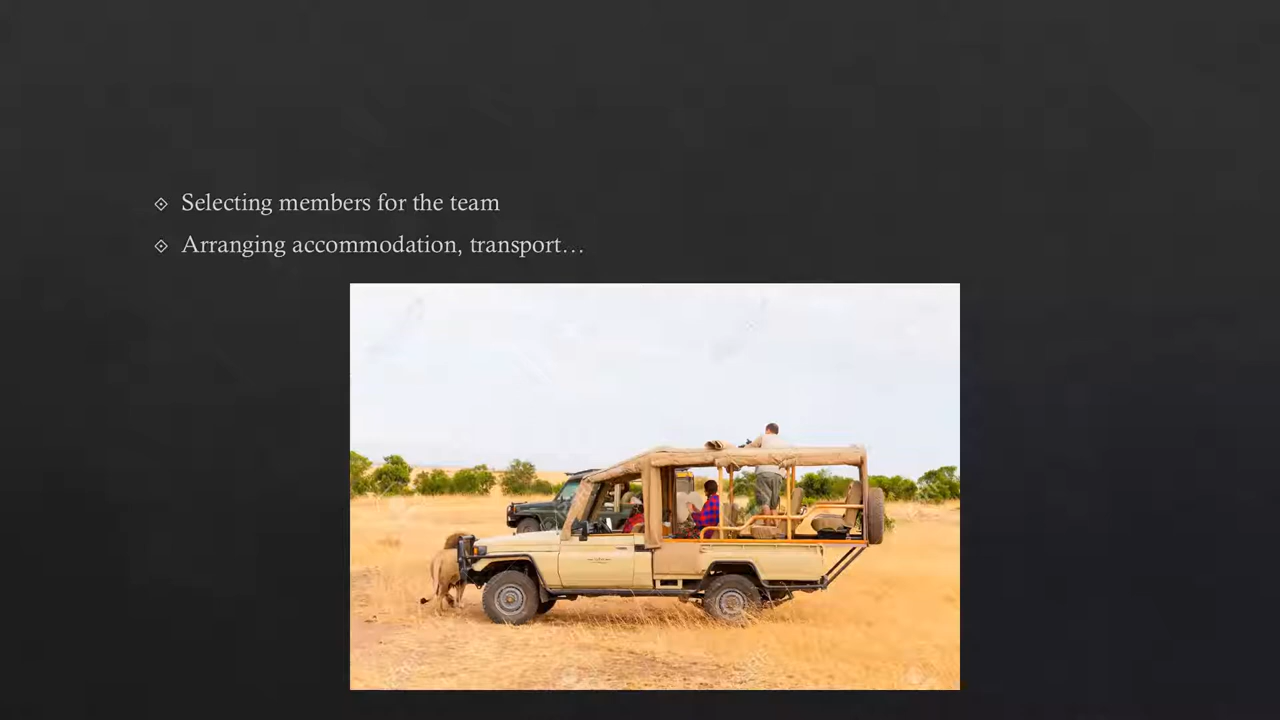 Selecting members for the team
Arranging accommodation, transport…